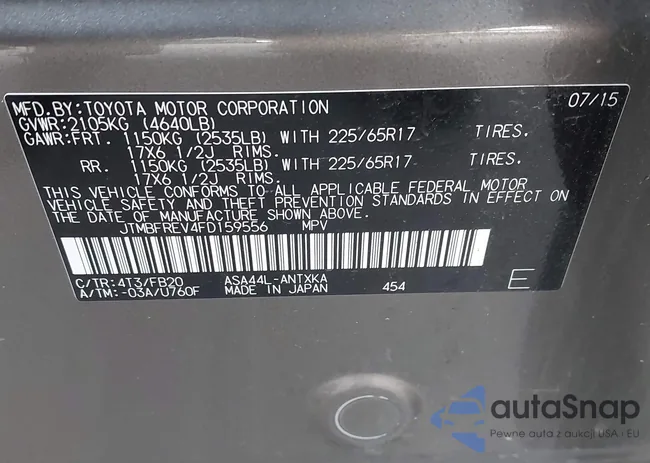 MFD.BY:TOYOTA MOTOR CORPORATION 07/15
GVWR:2105KG (4640LB)
GAWR:FRT. 1150KG (2535LB) WITH 225/65R17 TIRES.
17X6 1/2J RIMS.
RR. 1150KG (2535LB) WITH 225/65R17 TIRES.
17X6 1/2J RIMS.
THIS VEHICLE CONFORMS TO ALL APPLICABLE FEDERAL MOTOR
VEHICLE SAFETY AND THEFT PREVENTION STANDARDS IN EFFECT ON
THE DATE OF MANUFACTURE SHOWN ABOVE.
JTMBFREV4FD159556 MPV
C/TR:4T3/FB20 ASA44L-ANTXKA
A/TM:-03A/U760F MADE IN JAPAN 454 E
autaSnap
Pewne auta z aukcji USA i EU